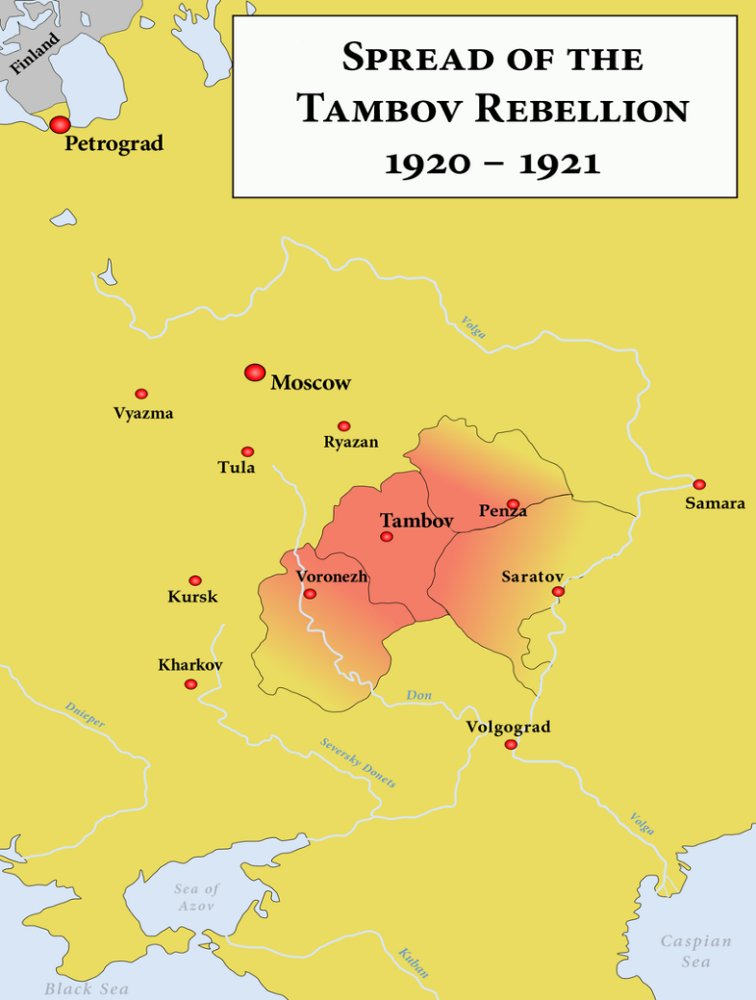 Finland
SPREAD OF THE
TAMBOV REBELLION
1920 – 1921
Petrograd
Volga
Moscow
Vyazma
Ryazan
Tula
Samara
Penza
Tambov
Voronezh
Saratov
Kursk
Kharkov
Don
Dnieper
Volgograd
Seversky Donets
Volga
Sea of
Azov
Caspian
Sea
Kuban
Black Sea